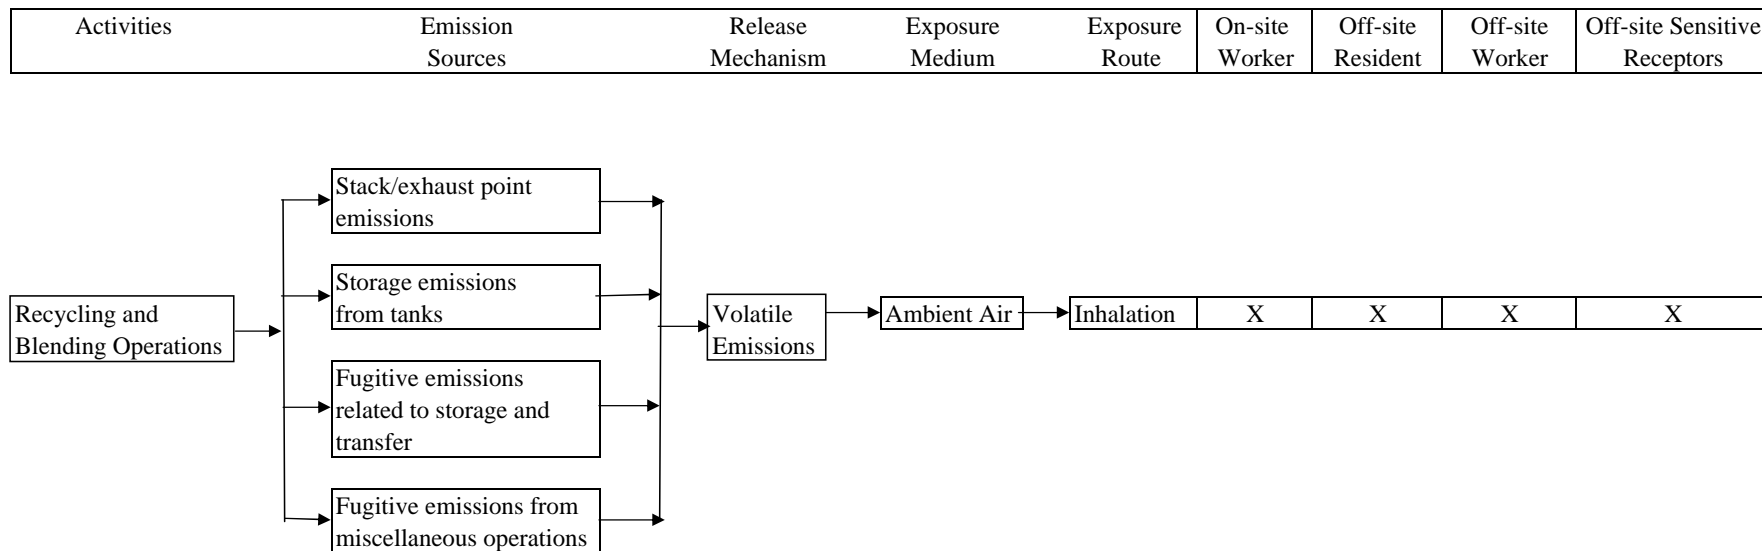 Activities
Emission
Sources
Release
Mechanism
Exposure
Medium
Exposure
Route
On-site
Worker
Off-site
Resident
Off-site
Worker
Off-site Sensitive
Receptors
Stack/exhaust point
emissions
Storage emissions
from tanks
Recycling and
Blending Operations
Fugitive emissions
related to storage and
transfer
Fugitive emissions from
miscellaneous operations
Volatile
Emissions
Ambient Air
Inhalation
X
X
X
X